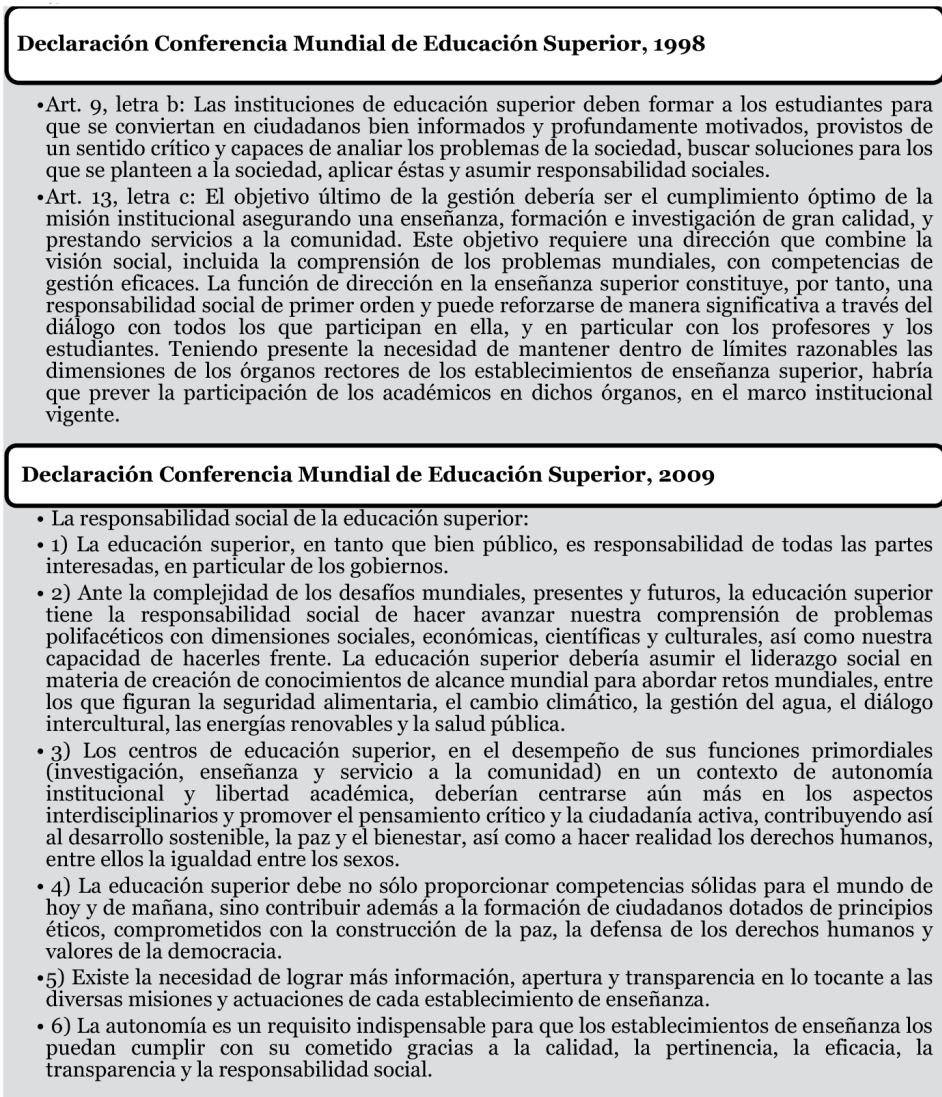 Declaración Conferencia Mundial de Educación Superior, 1998
•Art. 9, letra b: Las instituciones de educación superior deben formar a los estudiantes para
que se conviertan en ciudadanos bien informados y profundamente motivados, provistos de
un sentido crítico y capaces de analiar los problemas de la sociedad, buscar soluciones para los
que se planteen a la sociedad, aplicar éstas y asumir responsabilidad sociales.
•Art. 13, letra c: El objetivo último de la gestión debería ser el cumplimiento óptimo de la
misión institucional asegurando una enseñanza, formación e investigación de gran calidad, y
prestando servicios a la comunidad. Este objetivo requiere una dirección que combine la
visión social, incluida la comprensión de los problemas mundiales, con competencias de
gestión eficaces. La función de dirección en la enseñanza superior constituye, por tanto, una
responsabilidad social de primer orden y puede reforzarse de manera significativa a través del
diálogo con todos los que participan en ella, y en particular con los profesores y los
estudiantes. Teniendo presente la necesidad de mantener dentro de límites razonables las
dimensiones de los órganos rectores de los establecimientos de enseñanza superior, habría
que prever la participación de los académicos en dichos órganos, en el marco institucional
vigente.
Declaración Conferencia Mundial de Educación Superior, 2009
• La responsabilidad social de la educación superior:
• 1) La educación superior, en tanto que bien público, es responsabilidad de todas las partes
interesadas, en particular de los gobiernos.
• 2) Ante la complejidad de los desafíos mundiales, presentes y futuros, la educación superior
tiene la responsabilidad social de hacer avanzar nuestra comprensión de problemas
polifacéticos con dimensiones sociales, económicas, científicas y culturales, así como nuestra
capacidad de hacerles frente. La educación superior debería asumir el liderazgo social en
materia de creación de conocimientos de alcance mundial para abordar retos mundiales, entre
los que figuran la seguridad alimentaria, el cambio climático, la gestión del agua, el diálogo
intercultural, las energías renovables y la salud pública.
• 3) Los centros de educación superior, en el desempeño de sus funciones primordiales
(investigación, enseñanza y servicio a la comunidad) en un contexto de autonomía
institucional y libertad académica, deberían centrarse aún más en los aspectos
interdisciplinarios y promover el pensamiento crítico y la ciudadanía activa, contribuyendo así
al desarrollo sostenible, la paz y el bienestar, así como a hacer realidad los derechos humanos,
entre ellos la igualdad entre los sexos.
• 4) La educación superior debe no sólo proporcionar competencias sólidas para el mundo de
hoy y de mañana, sino contribuir además a la formación de ciudadanos dotados de principios
éticos, comprometidos con la construcción de la paz, la defensa de los derechos humanos y
valores de la democracia.
•5) Existe la necesidad de lograr más información, apertura y transparencia en lo tocante a las
diversas misiones y actuaciones de cada establecimiento de enseñanza.
• 6) La autonomía es un requisito indispensable para que los establecimientos de enseñanza los
puedan cumplir con su cometido gracias a la calidad, la pertinencia, la eficacia, la
transparencia y la responsabilidad social.